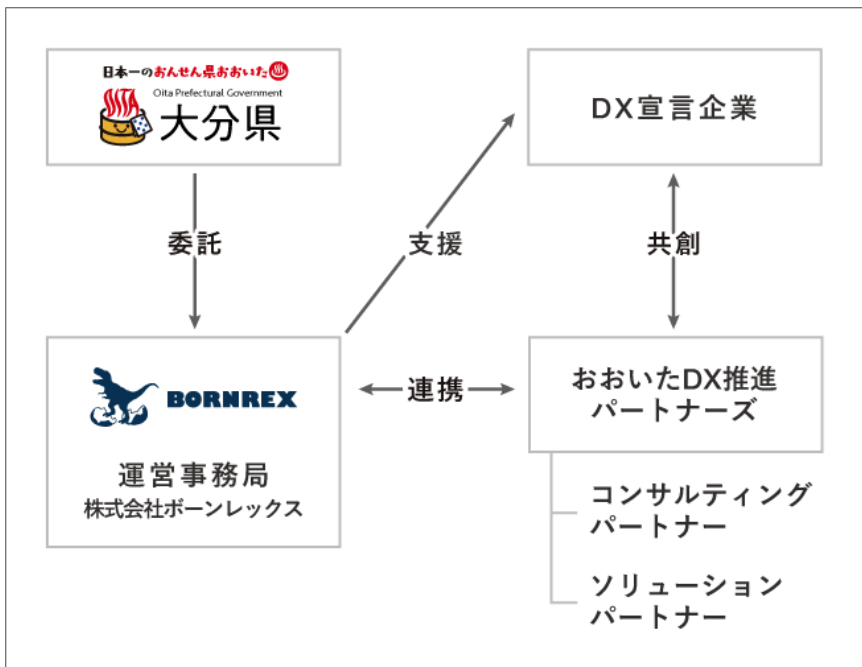 日本一のおんせん県おおいた
OITA
Oita Prefectural Government
大分県
DX宣言企業
委託
支援
共創
BORNREX
運営事務局
株式会社ボーンレックス
連携
おおいたDX推進
パートナーズ
コンサルティング
パートナー
ソリューション
パートナー